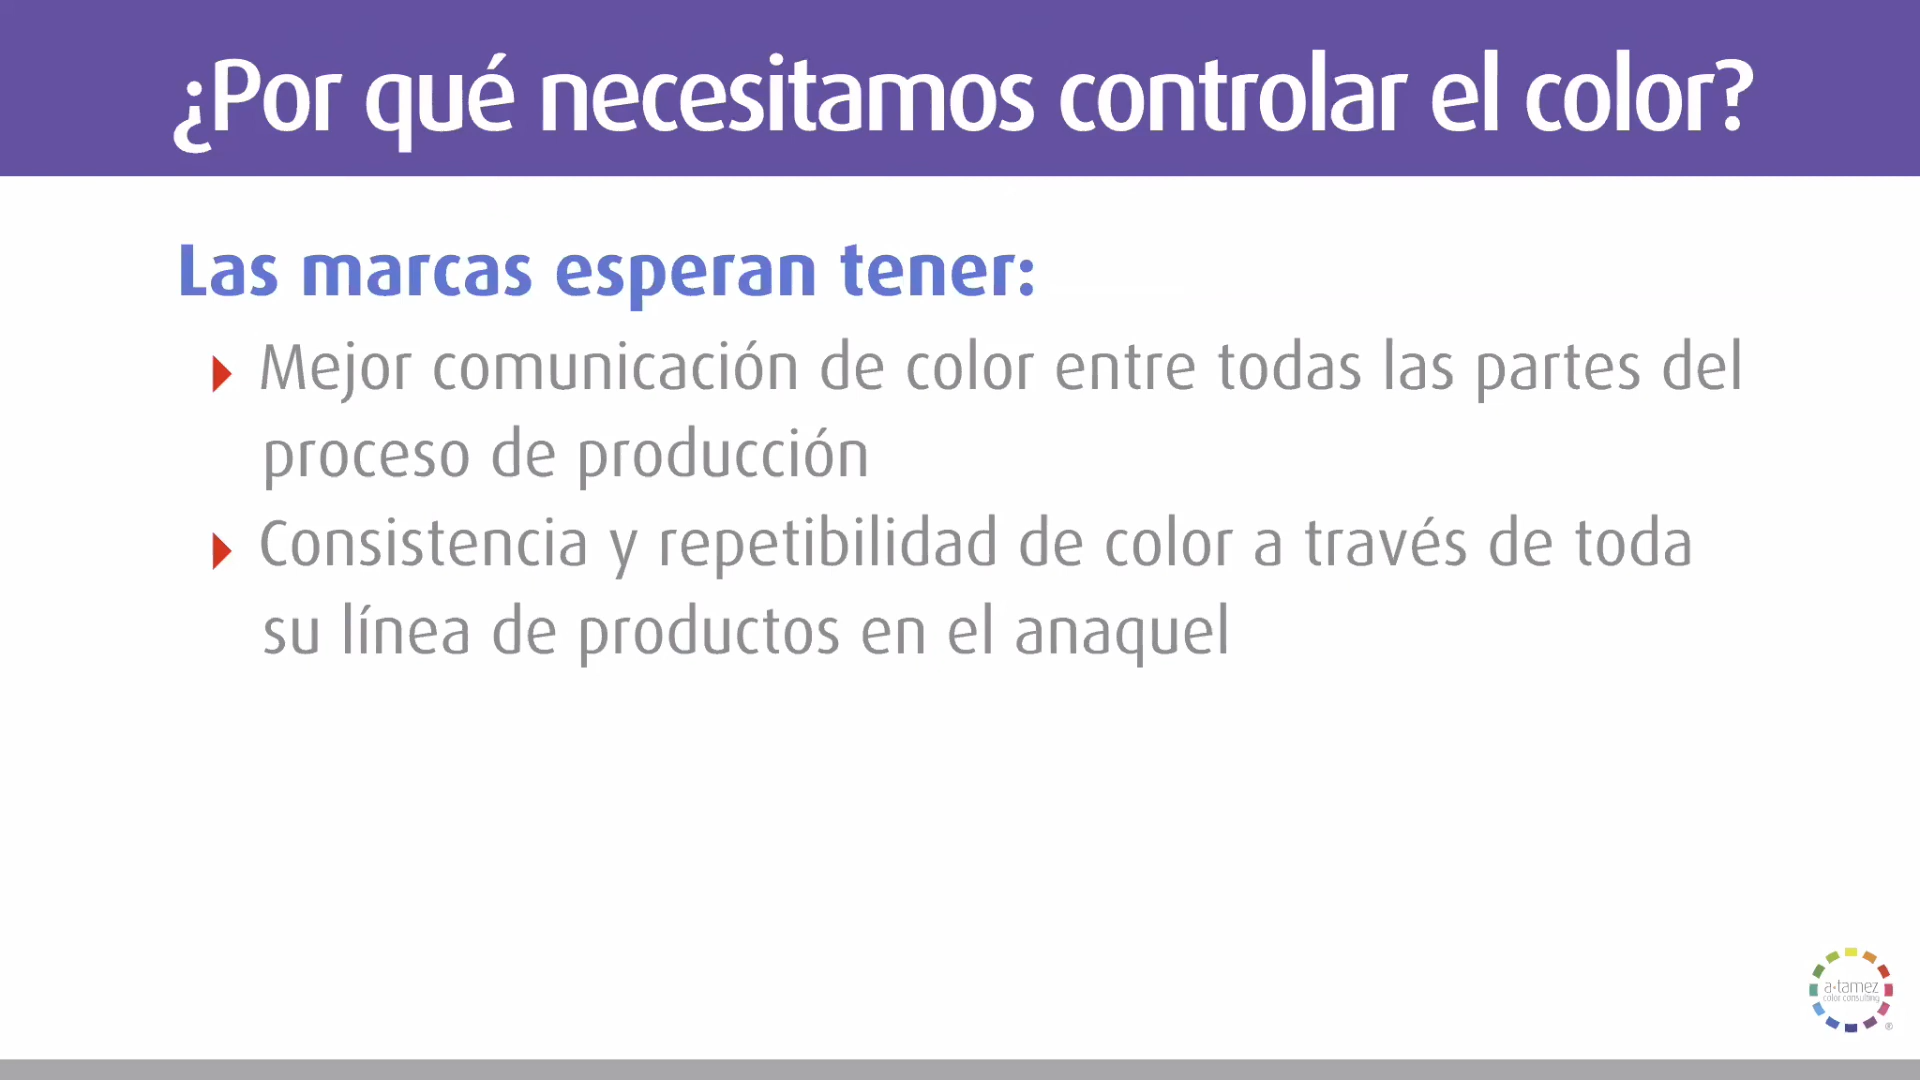 ¿Por qué necesitamos controlar el color?
Las marcas esperan tener:
Mejor comunicación de color entre todas las partes del
proceso de producción
Consistencia y repetibilidad de color a través de toda
su línea de productos en el anaquel
a•tamez
color consulting
®